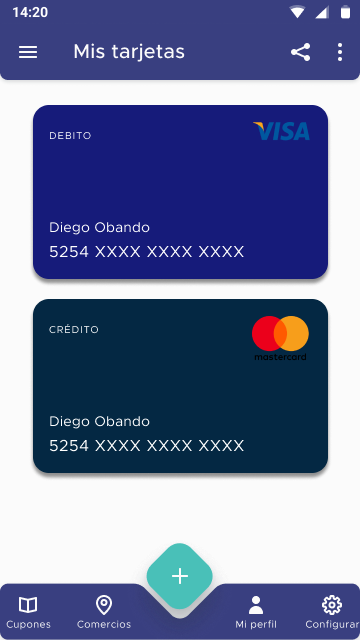 14:20
Mis tarjetas
DEBITO
VISA
Diego Obando
5254 XXXX XXXX XXXX
CRÉDITO
mastercard
Diego Obando
5254 XXXX XXXX XXXX
Cupones
Comercios
Mi perfil
Configurar